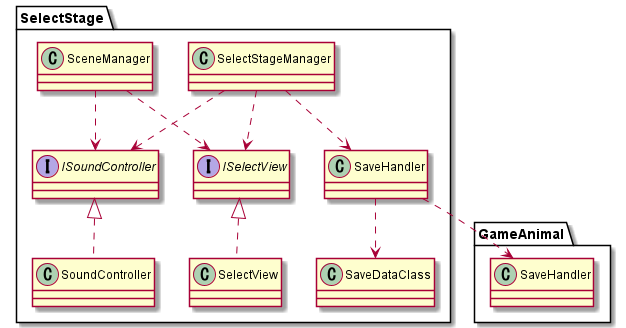 SelectStage
C SceneManager
C SelectStageManager
I ISoundController
I ISelectView
C SaveHandler
GameAnimal
C SoundController
C SelectView
C SaveDataClass
C SaveHandler